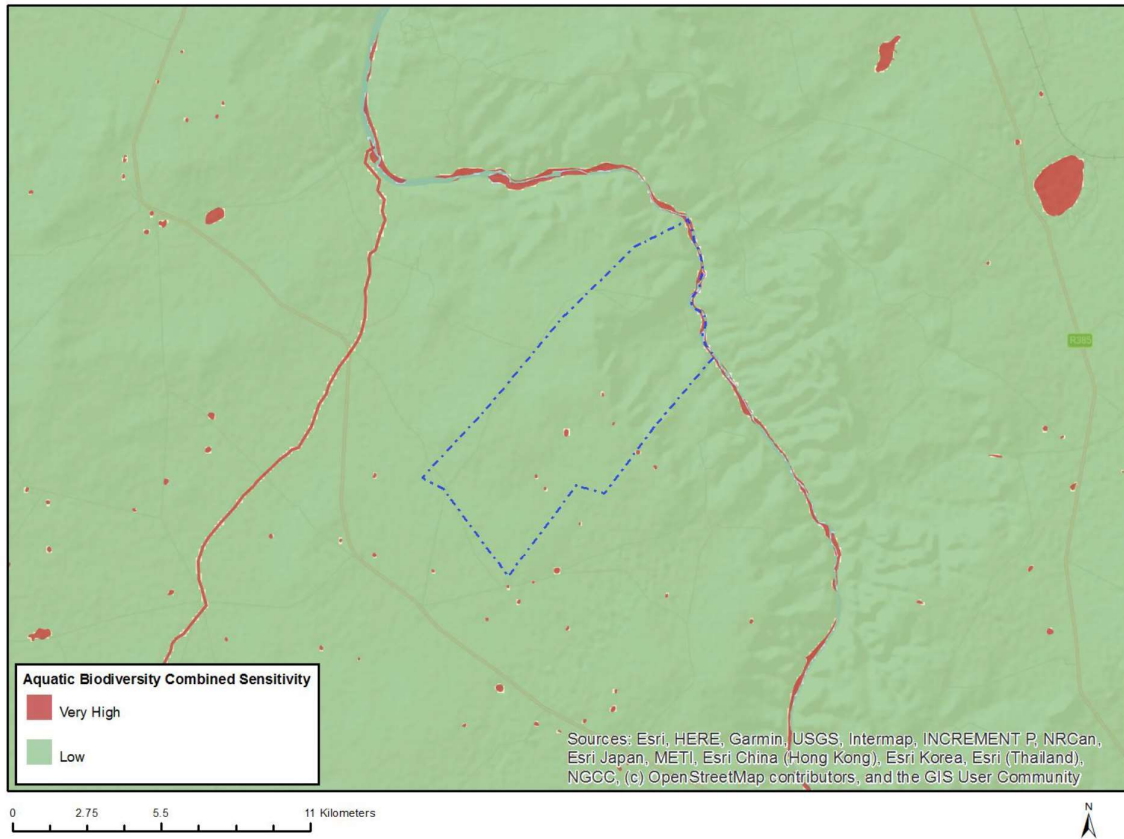 R385
Aquatic Biodiversity Combined Sensitivity
Very High
Low
Sources: Esri, HERE, Garmin, USGS, Intermap, INCREMENT P, NRCan,
Esri Japan, METI, Esri China (Hong Kong), Esri Korea, Esri (Thailand),
NGCC, (c) OpenStreetMap contributors, and the GIS User Community
0 2.75 5.5 11 Kilometers
N